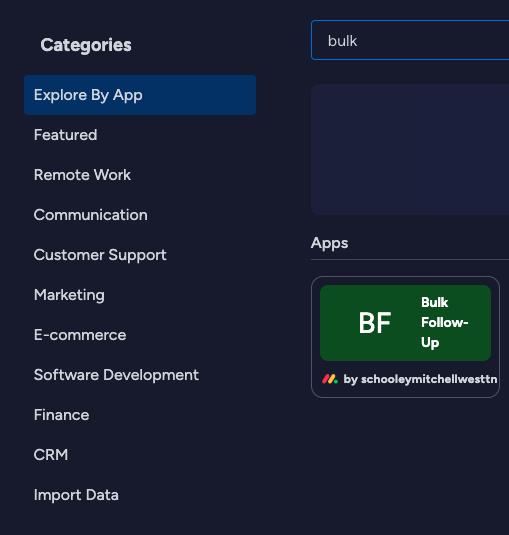 Categories
bulk
Explore By App
Featured
Remote Work
Communication
Customer Support
Marketing
E-commerce
Software Development
Finance
CRM
Import Data
Apps
BF
Bulk
Follow-
Up
by schooleymitchellwesttn